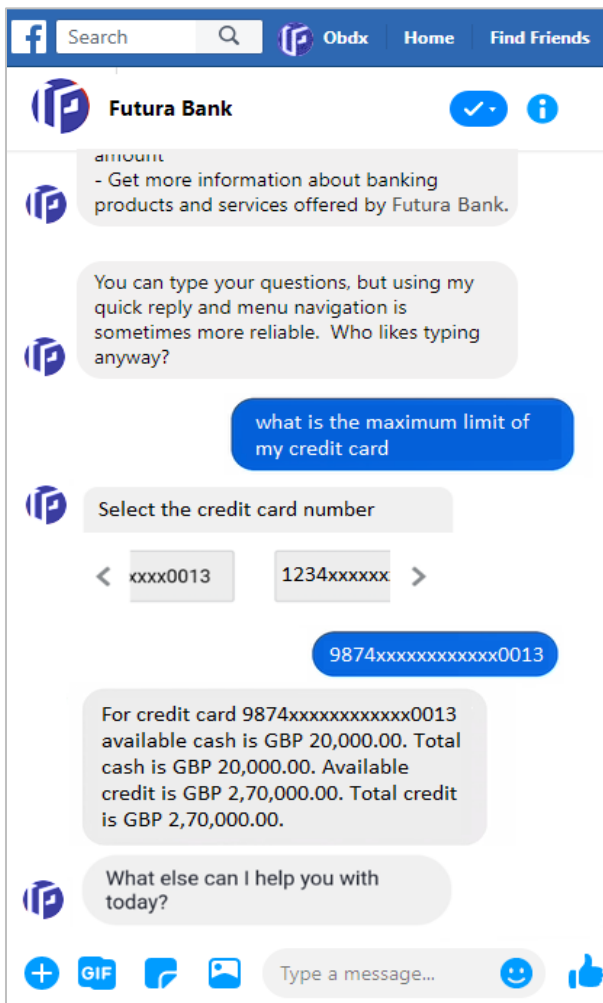 Search
Obdx
Home
Find Friends
Futura Bank
amount
- Get more information about banking
products and services offered by Futura Bank.
You can type your questions, but using my
quick reply and menu navigation is
sometimes more reliable.  Who likes typing
anyway?
what is the maximum limit of
my credit card
Select the credit card number
xxxx0013
1234xxxxxx
9874xxxxxxxxxxxx0013
For credit card 9874xxxxxxxxxxxx0013
available cash is GBP 20,000.00. Total
cash is GBP 20,000.00. Available
credit is GBP 2,70,000.00. Total credit
is GBP 2,70,000.00.
What else can I help you with
today?
GIF
Type a message...